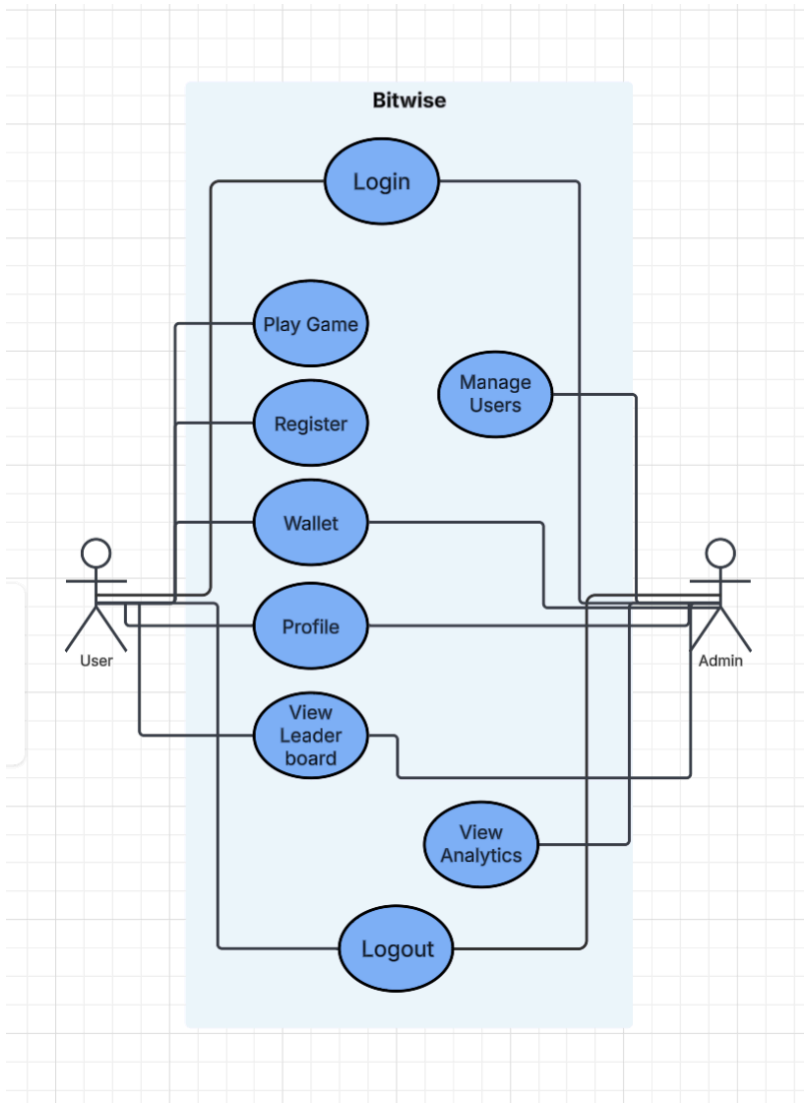 Bitwise
Login
Play Game
Manage
Users
Register
Wallet
Profile
User
Admin
View
Leader
board
View
Analytics
Logout